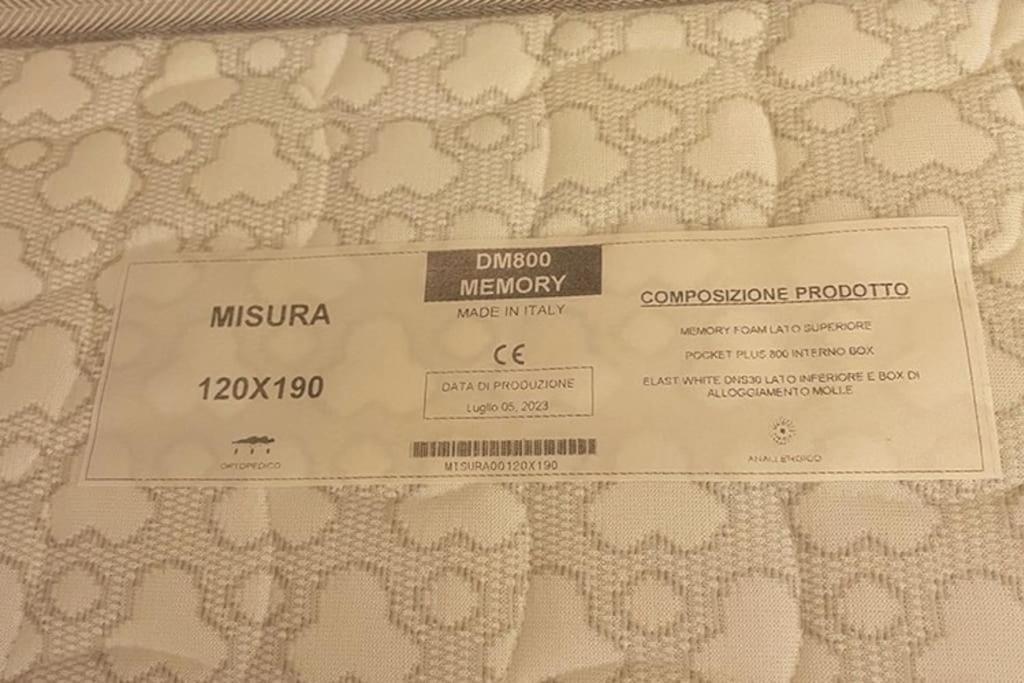 DM800
MEMORY
MADE IN ITALY
CE
DATA DI PRODUZIONE
Luglio 05, 2023
MISURA00120X190
MISURA
120X190
ORTOPEDICO
COMPOSIZIONE PRODOTTO
MEMORY FOAM LATO SUPERIORE
POCKET PLUS 800 INTERNO BOX
ELAST WHITE DNS30 LATO INFERIORE E BOX DI
ALLOGGIAMENTO MOLLE
ANALLERGICO